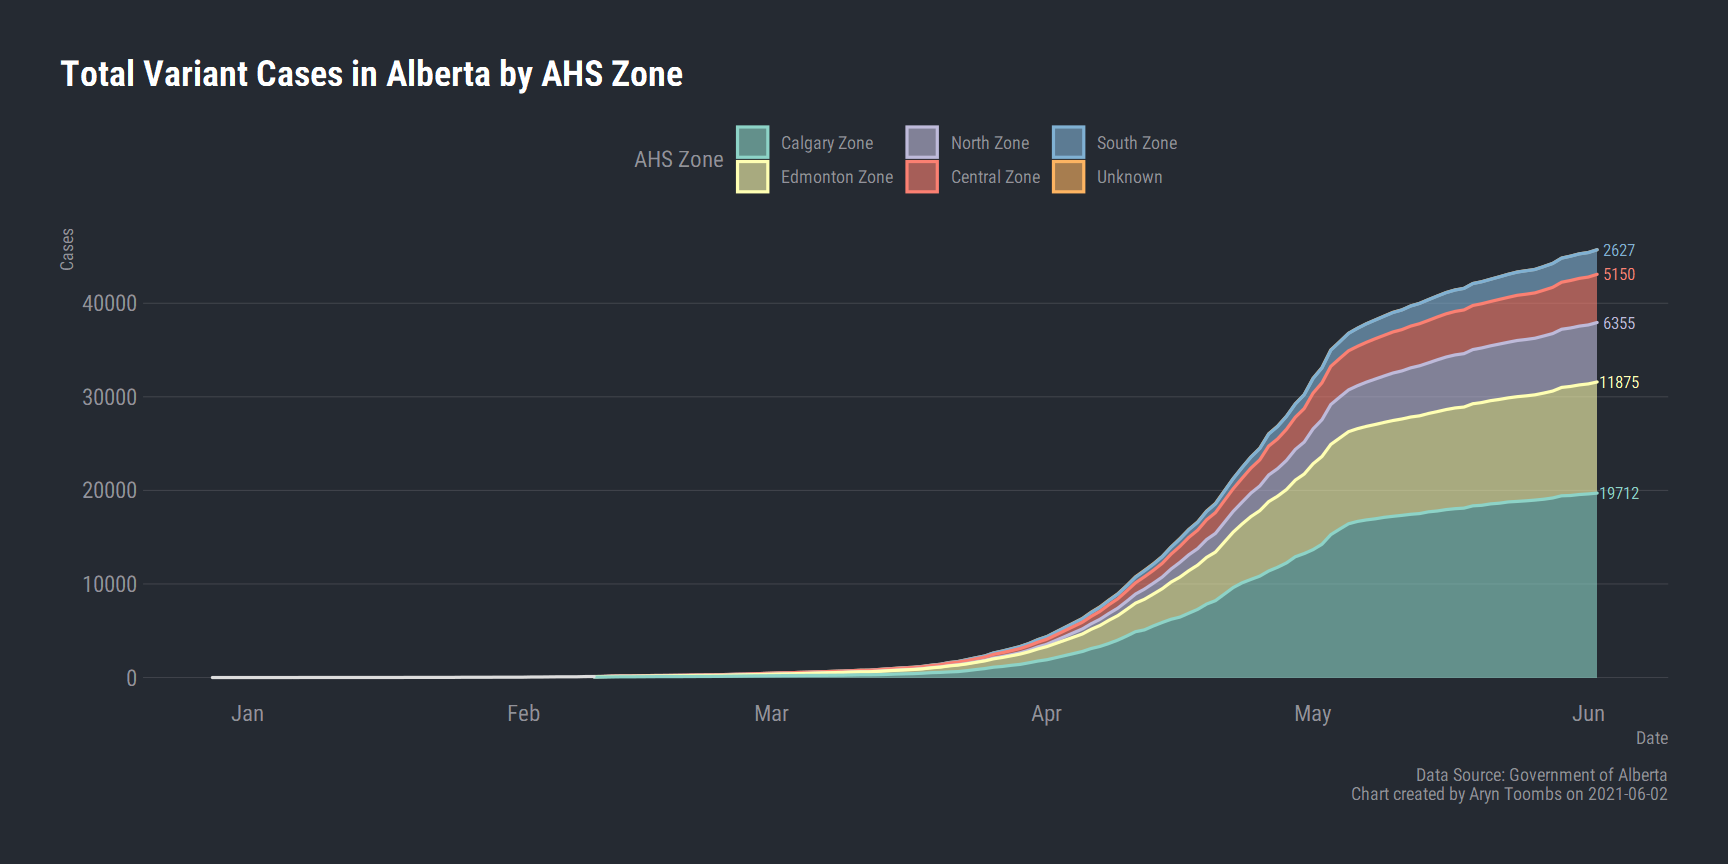 Total Variant Cases in Alberta by AHS Zone
AHS Zone
Calgary Zone
North Zone
South Zone
Edmonton Zone
Central Zone
Unknown
Cases
40000
30000
20000
10000
0
2627
5150
6355
11875
19712
Jan
Feb
Mar
Apr
May
Jun
Date
Data Source: Government of Alberta
Chart created by Aryn Toombs on 2021-06-02